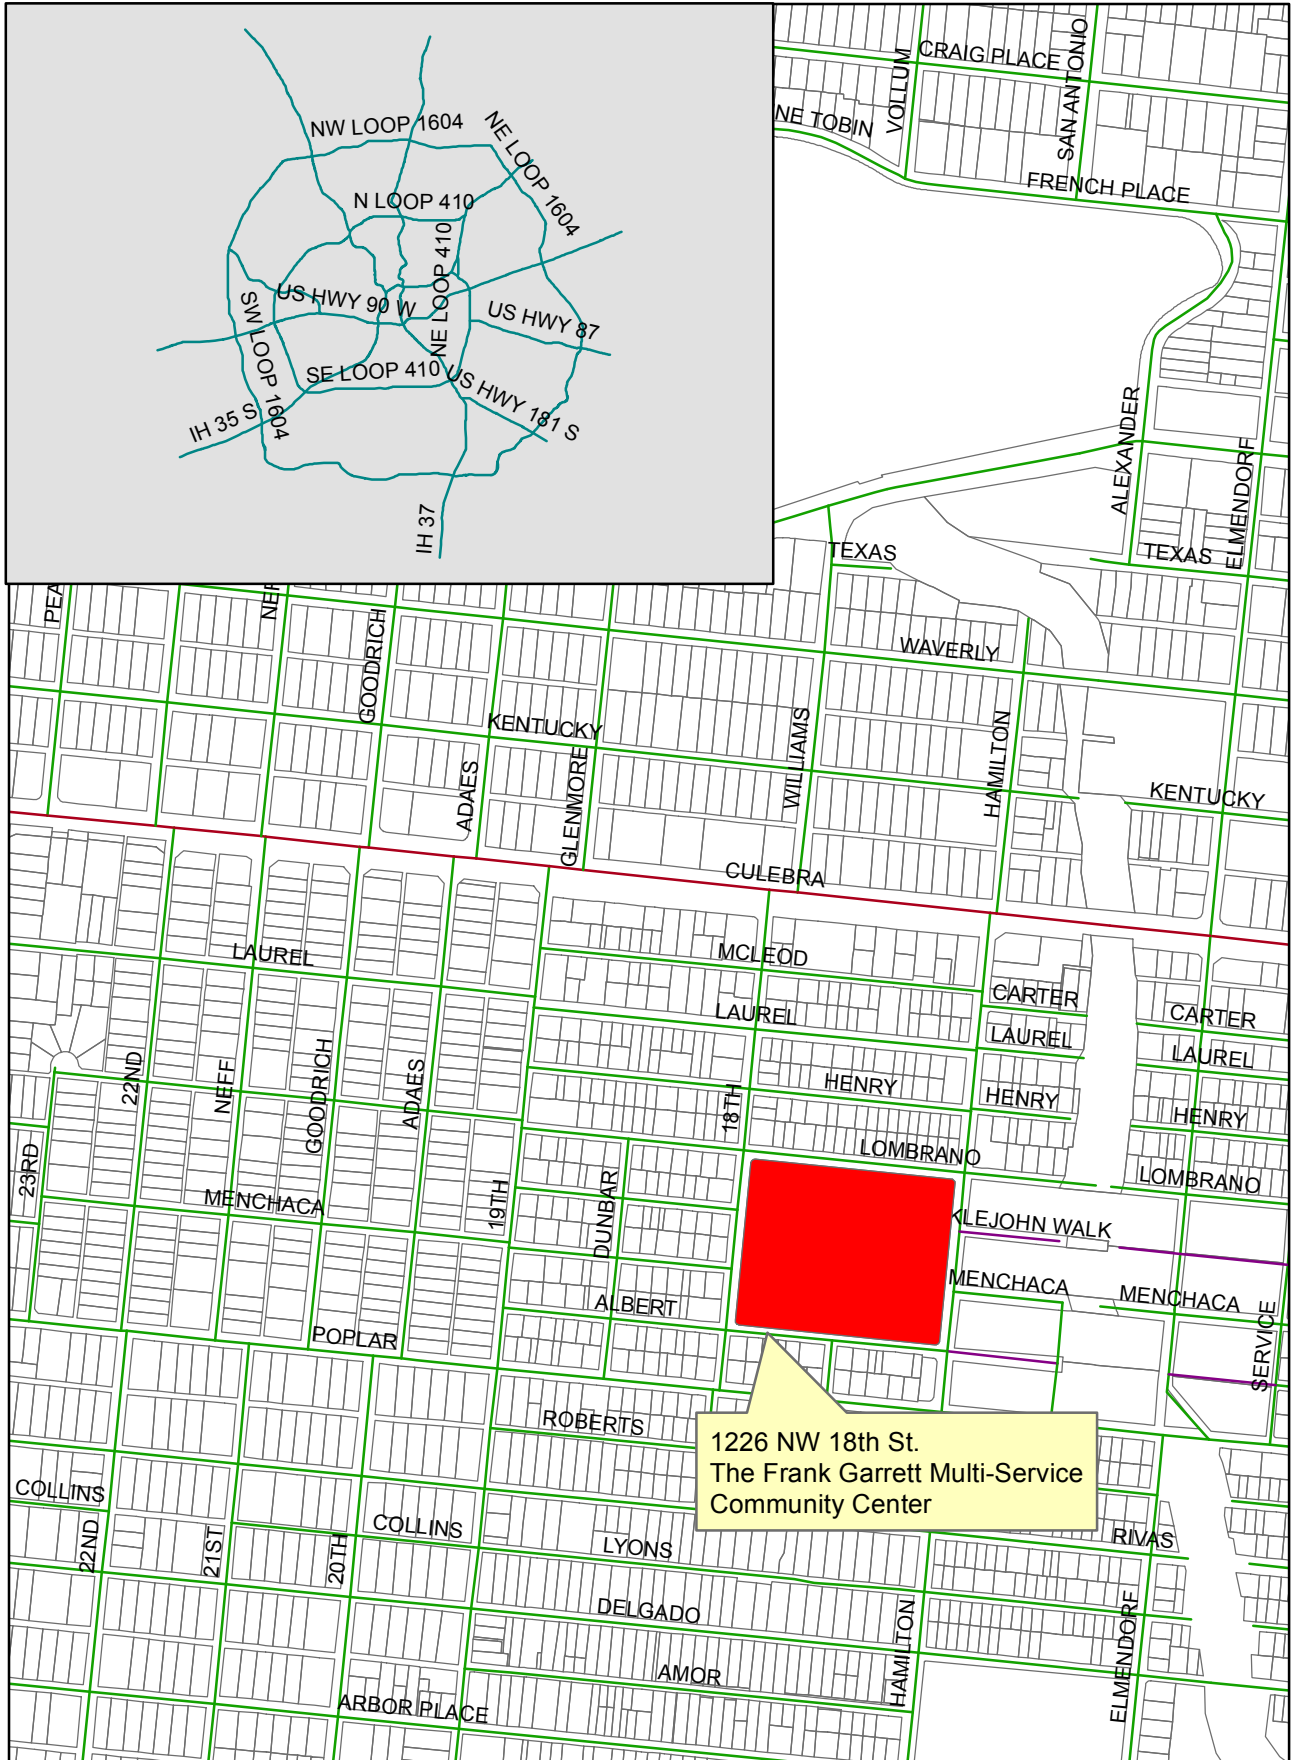 NW LOOP 1604
NE LOOP 1604
N LOOP 410
NE LOOP 410
US HWY 90 W
US HWY 87
SW LOOP 1604
SE LOOP 410
US HWY 181 S
IH 35 S
IH 37
CRAIG PLACE
VOLLUM
SAN ANTONIO
NE TOBIN
FRENCH PLACE
ALEXANDER
ELMENDORF
TEXAS
TEXAS
PEA
NEF
GOODRICH
WAVERLY
KENTUCKY
ADAES
GLENMORE
WILLIAMS
HAMILTON
KENTUCKY
CULEBRA
LAUREL
MCLEOD
LAUREL
CARTER
LAUREL
CARTER
LAUREL
22ND
NEFF
GOODRICH
ADAES
18TH
HENRY
HENRY
HENRY
LOMBRANO
LOMBRANO
23RD
MENCHACA
19TH
DUNBAR
KLEJOHN WALK
MENCHACA
MENCHACA
ALBERT
POPLAR
SERVICE
ROBERTS
1226 NW 18th St.
The Frank Garrett Multi-Service
Community Center
COLLINS
22ND
21ST
20TH
COLLINS
LYONS
RIVAS
DELGADO
HAMILTON
ELMENDORF
AMOR
ARBOR PLACE